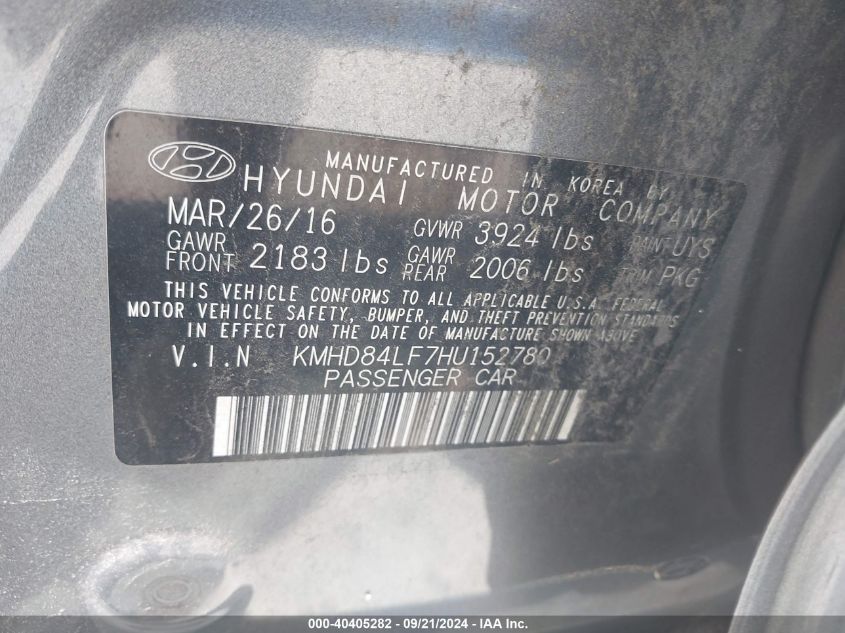 MANUFACTURED IN KOREA BY
HYUNDAI MOTOR COMPANY
MAR/26/16 GVWR 3924 lbs PAINT UYS
GAWR FRONT 2183 lbs GAWR REAR 2006 lbs TRIM PKG
THIS VEHICLE CONFORMS TO ALL APPLICABLE U.S.A. FEDERAL
MOTOR VEHICLE SAFETY, BUMPER, AND THEFT PREVENTION STANDARDS
IN EFFECT ON THE DATE OF MANUFACTURE SHOWN ABOVE
V.I.N KMHD84LF7HU152780
PASSENGER CAR
000-40405282 - 09/21/2024 - IAA Inc.